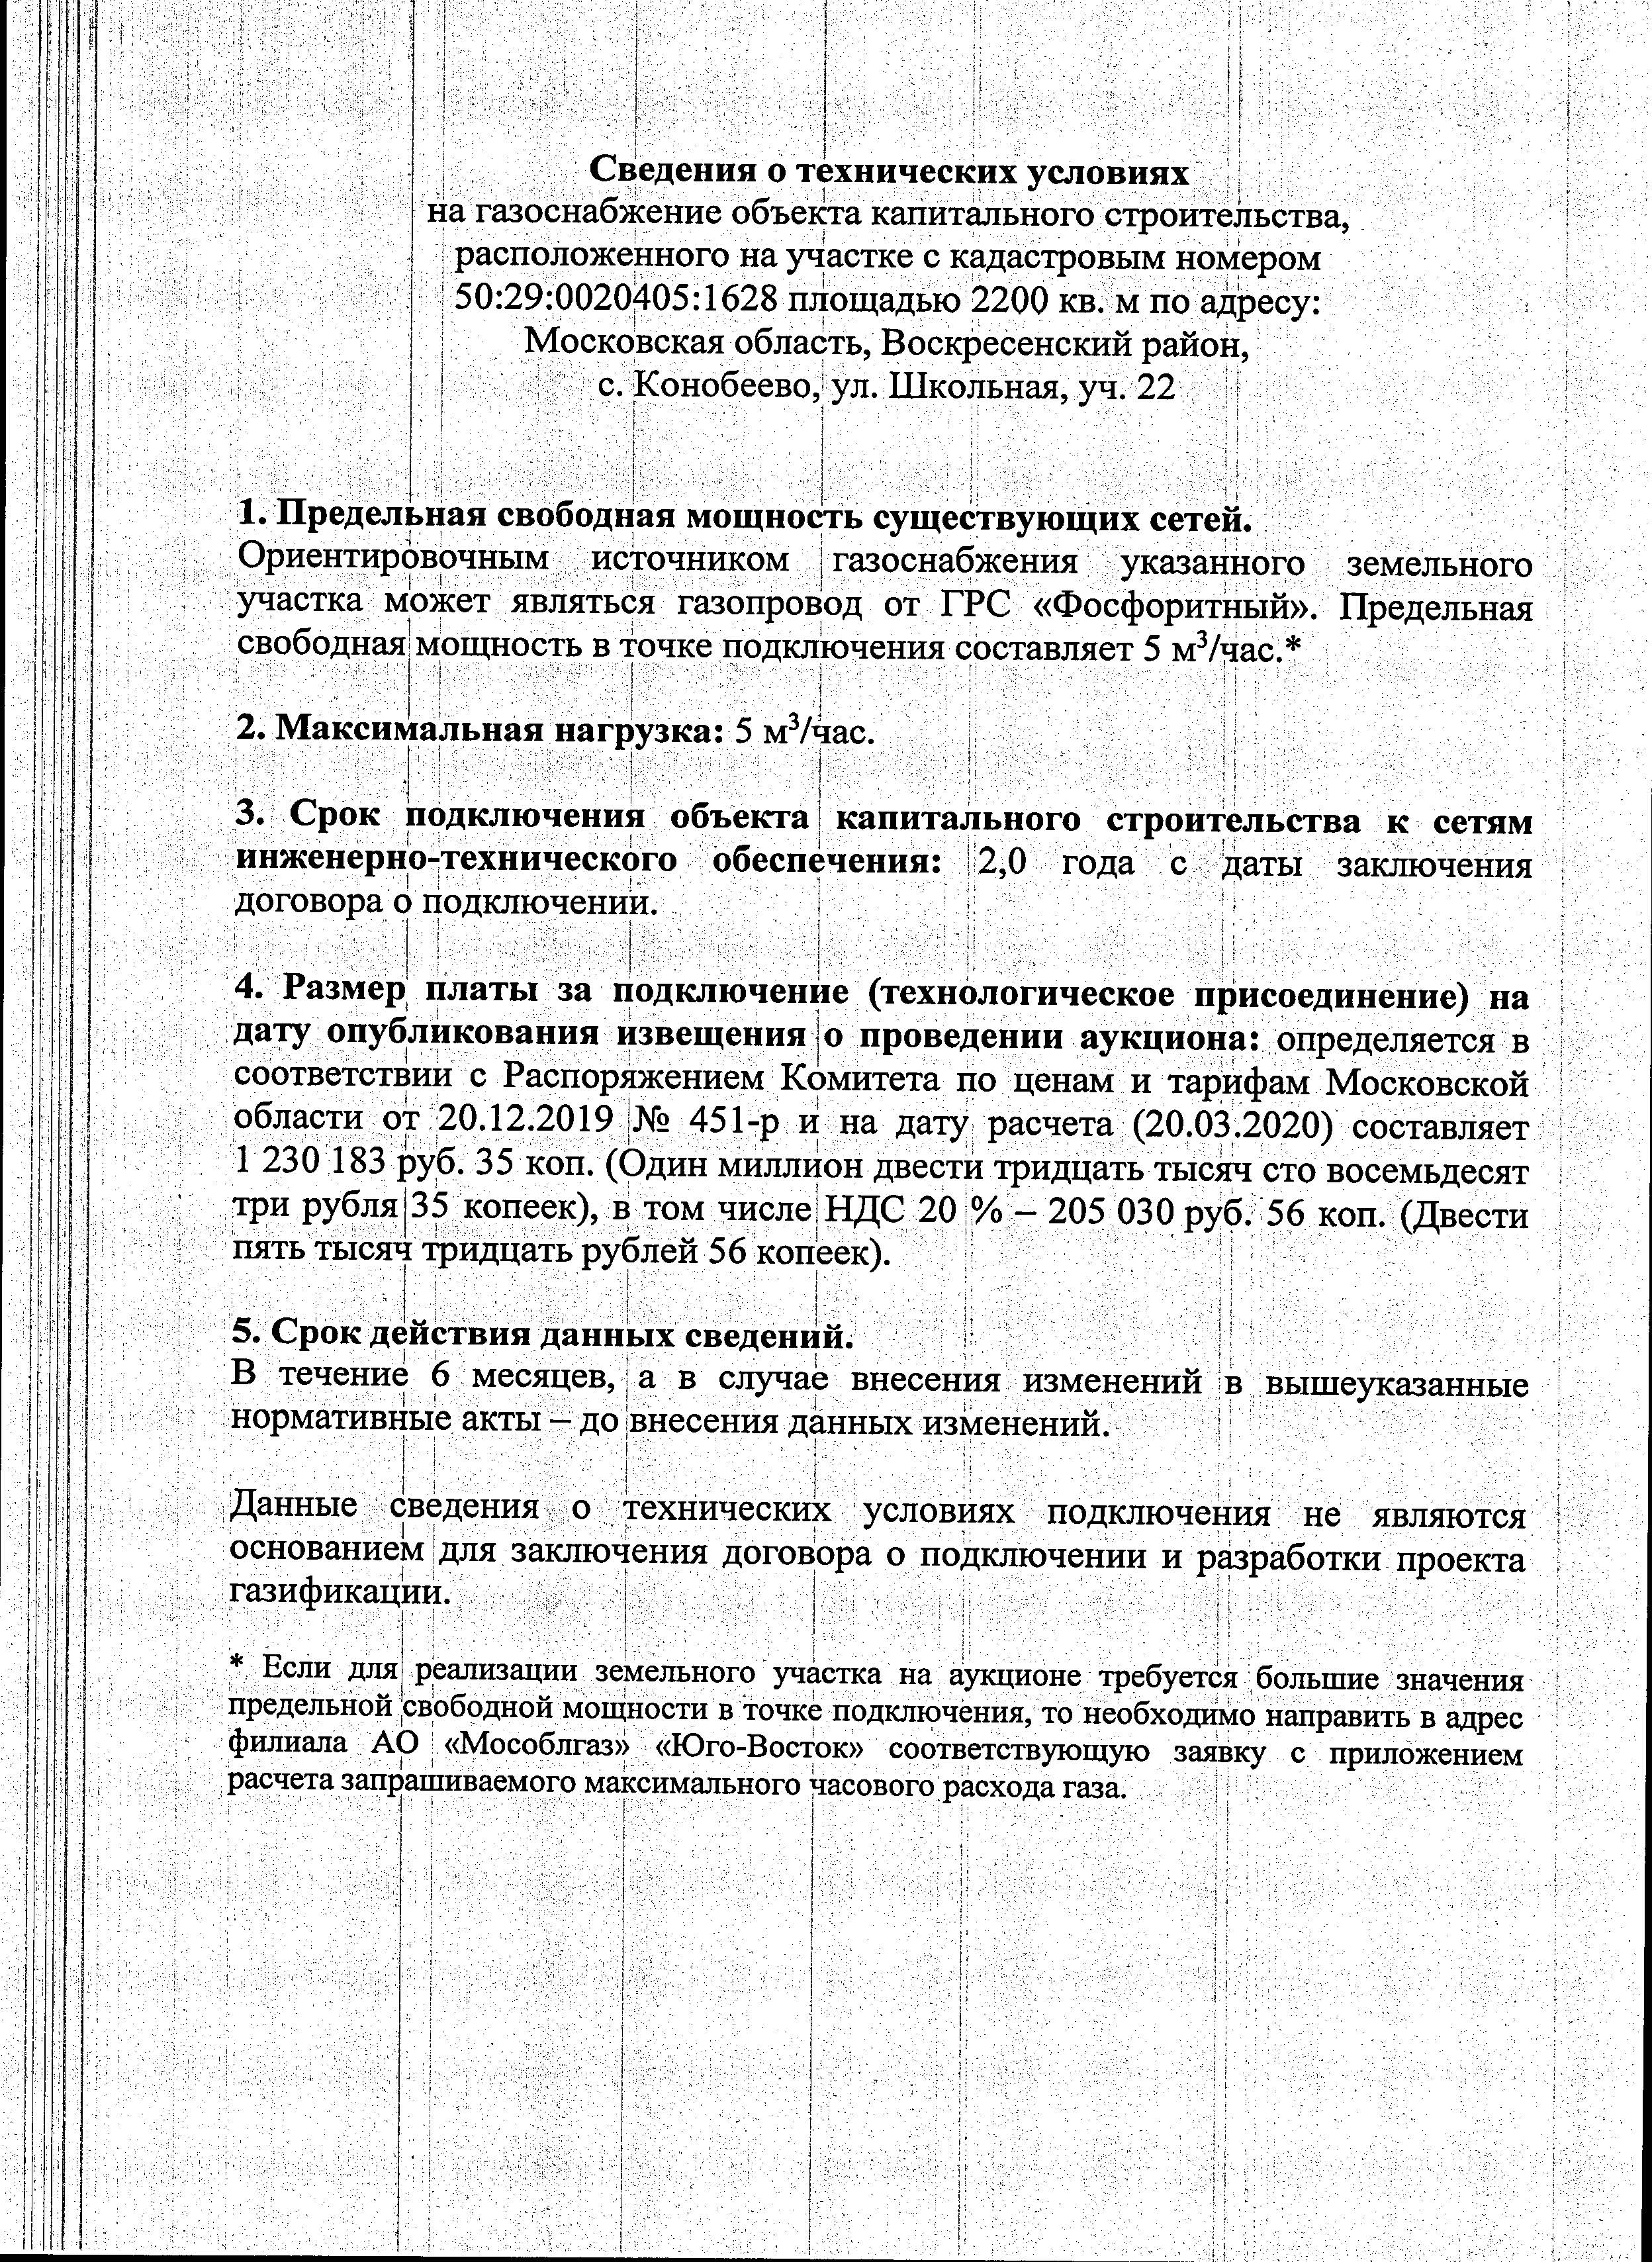 Сведения о технических условиях
на газоснабжение объекта капитального строительства,
расположенного на участке с кадастровым номером
50:29:0020405:1628 площадью 2200 кв. м по адресу:
Московская область, Воскресенский район,
с. Конобеево, ул. Школьная, уч. 22
1. Предельная свободная мощность существующих сетей.
Ориентировочным источником газоснабжения указанного земельного
участка может являться газопровод от ГРС «Фосфоритный». Предельная
свободная мощность в точке подключения составляет 5 м³/час.*
2. Максимальная нагрузка: 5 м³/час.
3. Срок подключения объекта капитального строительства к сетям
инженерно-технического обеспечения: 2,0 года с даты заключения
договора о подключении.
4. Размер платы за подключение (технологическое присоединение) на
дату опубликования извещения о проведении аукциона: определяется в
соответствии с Распоряжением Комитета по ценам и тарифам Московской
области от 20.12.2019 № 451-р и на дату расчета (20.03.2020) составляет
1 230 183 руб. 35 коп. (Один миллион двести тридцать тысяч сто восемьдесят
три рубля 35 копеек), в том числе НДС 20 % – 205 030 руб. 56 коп. (Двести
пять тысяч тридцать рублей 56 копеек).
5. Срок действия данных сведений.
В течение 6 месяцев, а в случае внесения изменений в вышеуказанные
нормативные акты – до внесения данных изменений.
Данные сведения о технических условиях подключения не являются
основанием для заключения договора о подключении и разработки проекта
газификации.
* Если для реализации земельного участка на аукционе требуется большие значения
предельной свободной мощности в точке подключения, то необходимо направить в адрес
филиала АО «Мособлгаз» «Юго-Восток» соответствующую заявку с приложением
расчета запрашиваемого максимального часового расхода газа.